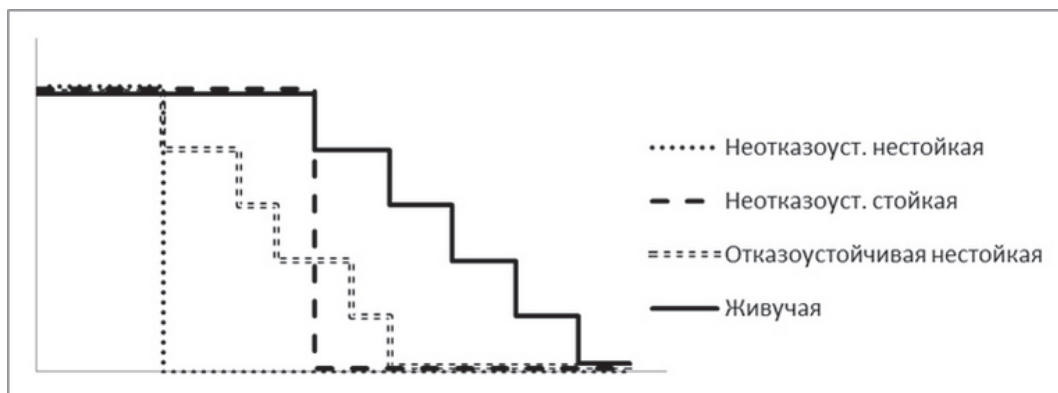 Неотказоуст. нестойкая
Неотказоуст. стойкая
Отказоустойчивая нестойкая
Живучая